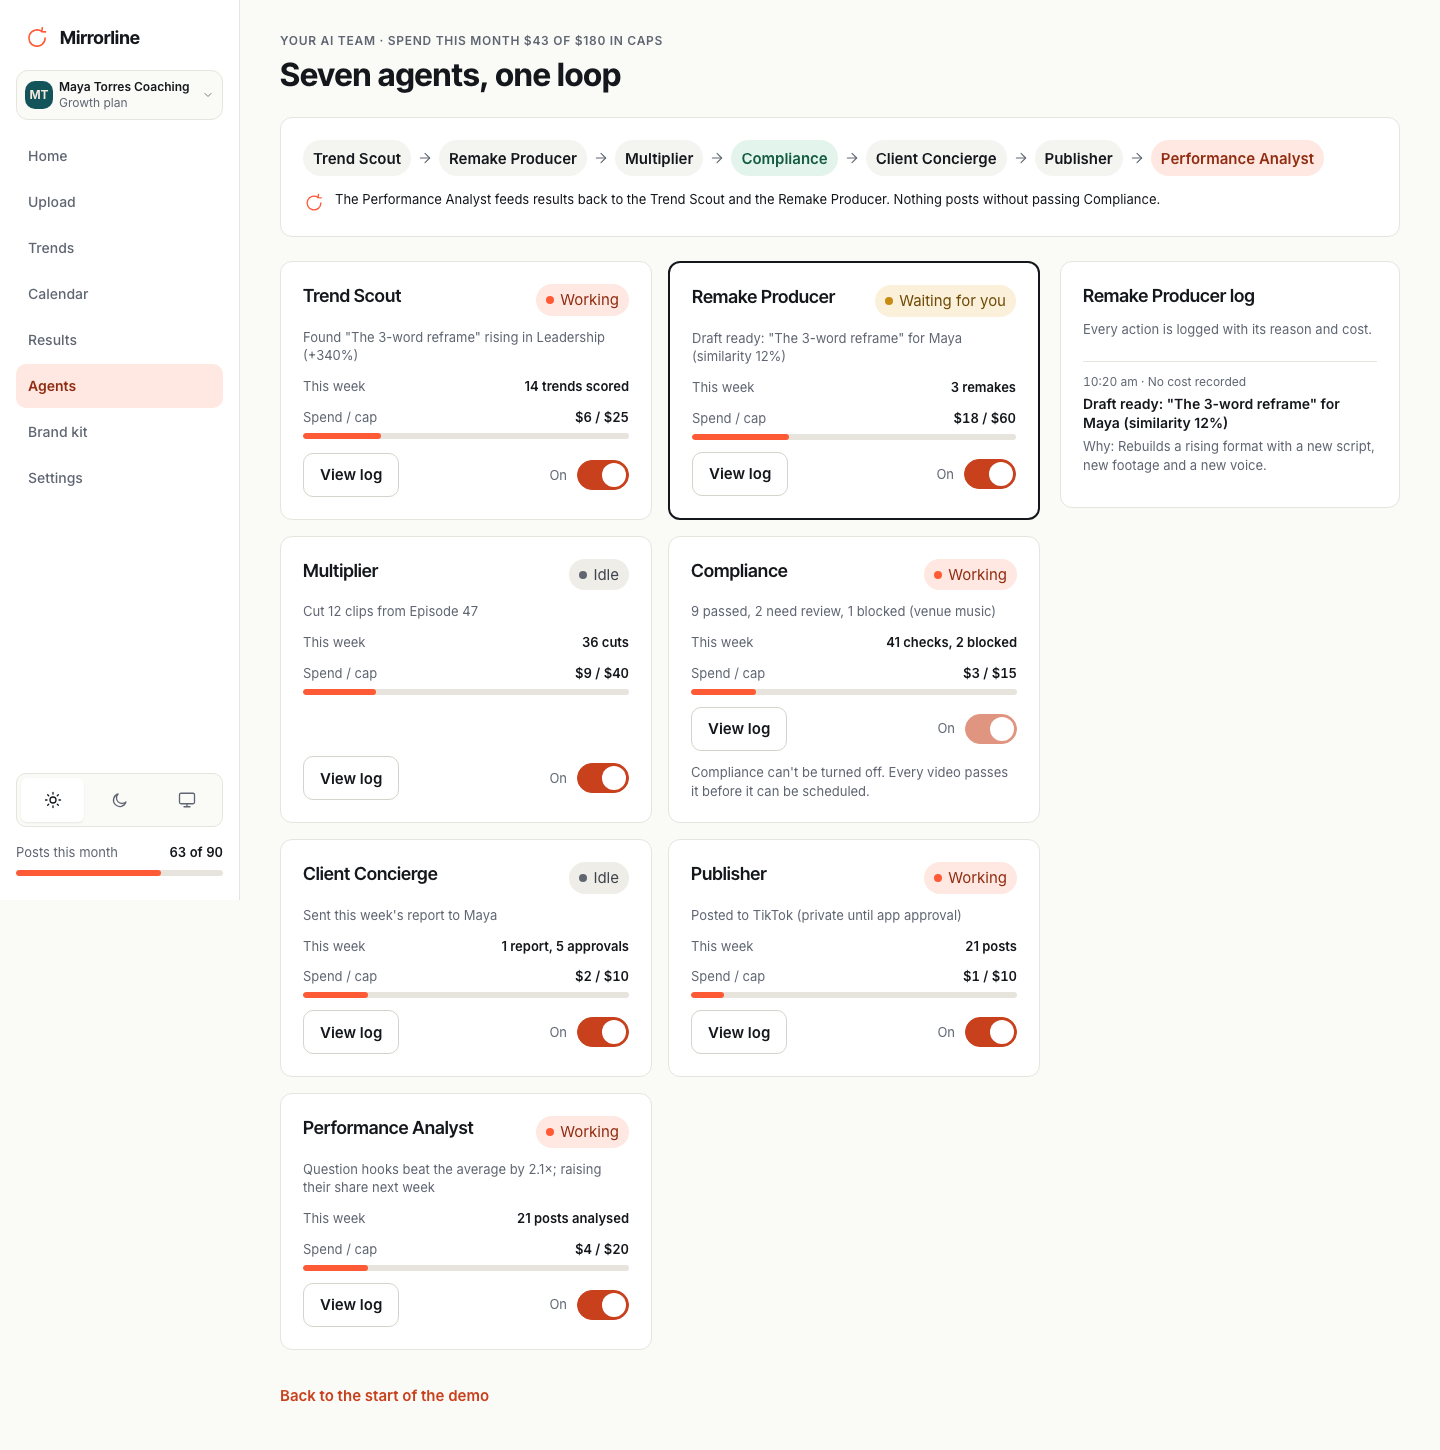 Mirrorline
MT
Maya Torres Coaching
Growth plan
Home
Upload
Trends
Calendar
Results
Agents
Brand kit
Settings
Posts this month
63 of 90
YOUR AI TEAM · SPEND THIS MONTH $43 OF $180 IN CAPS
Seven agents, one loop
Trend Scout → Remake Producer → Multiplier → Compliance → Client Concierge → Publisher → Performance Analyst
The Performance Analyst feeds results back to the Trend Scout and the Remake Producer. Nothing posts without passing Compliance.
Trend Scout
Working
Found "The 3-word reframe" rising in Leadership
(+340%)
This week
14 trends scored
Spend / cap
$6 / $25
View log
On
Remake Producer
Waiting for you
Draft ready: "The 3-word reframe" for Maya
(similarity 12%)
This week
3 remakes
Spend / cap
$18 / $60
View log
On
Remake Producer log
Every action is logged with its reason and cost.
10:20 am · No cost recorded
Draft ready: "The 3-word reframe" for
Maya (similarity 12%)
Why: Rebuilds a rising format with a new script,
new footage and a new voice.
Multiplier
Idle
Cut 12 clips from Episode 47
This week
36 cuts
Spend / cap
$9 / $40
View log
On
Compliance
Working
9 passed, 2 need review, 1 blocked (venue music)
This week
41 checks, 2 blocked
Spend / cap
$3 / $15
View log
On
Compliance can't be turned off. Every video passes
it before it can be scheduled.
Client Concierge
Idle
Sent this week's report to Maya
This week
1 report, 5 approvals
Spend / cap
$2 / $10
View log
On
Publisher
Working
Posted to TikTok (private until app approval)
This week
21 posts
Spend / cap
$1 / $10
View log
On
Performance Analyst
Working
Question hooks beat the average by 2.1×; raising
their share next week
This week
21 posts analysed
Spend / cap
$4 / $20
View log
On
Back to the start of the demo